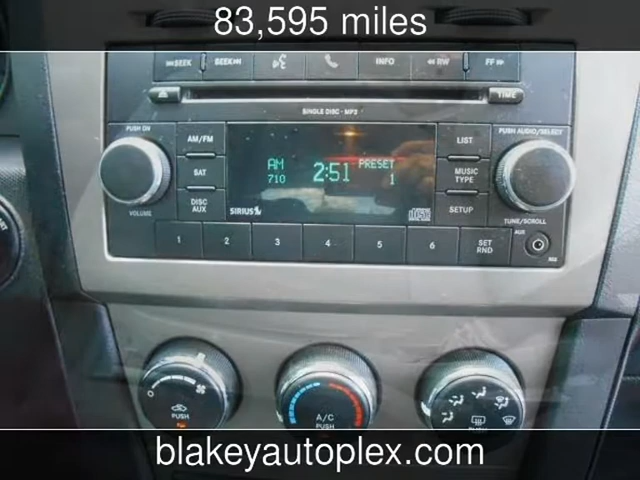 83,595 miles
SEEK SEEK INFO RW FF
TIME
SINGLE DISC - MP3
PUSH ON
AM/FM
SAT
DISC AUX
VOLUME
AM 710
2:51
PRESET 1
SIRIUS
disc
LIST
MUSIC TYPE
SETUP
PUSH AUDIO/SELECT
TUNE/SCROLL
AUX
1 2 3 4 5 6 SET RND
PUSH
A/C
PUSH
PUSH
blakeyautoplex.com